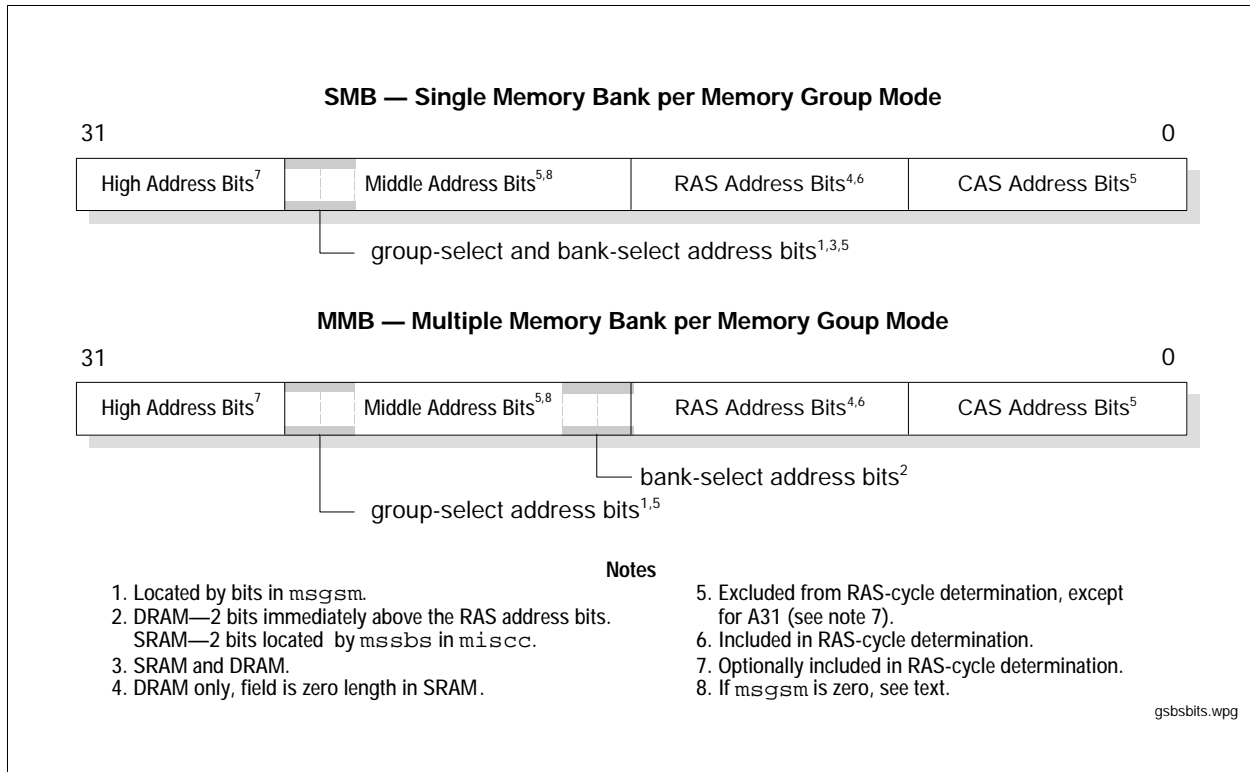 SMB — Single Memory Bank per Memory Group Mode
31 0
High Address Bits7 Middle Address Bits5,8 RAS Address Bits4,6 CAS Address Bits5
group-select and bank-select address bits1,3,5
MMB — Multiple Memory Bank per Memory Goup Mode
31 0
High Address Bits7 Middle Address Bits5,8 RAS Address Bits4,6 CAS Address Bits5
bank-select address bits2
group-select address bits1,5
Notes
1. Located by bits in msgsm.
2. DRAM—2 bits immediately above the RAS address bits.
SRAM—2 bits located by mssbs in miscc.
3. SRAM and DRAM.
4. DRAM only, field is zero length in SRAM.
5. Excluded from RAS-cycle determination, except
for A31 (see note 7).
6. Included in RAS-cycle determination.
7. Optionally included in RAS-cycle determination.
8. If msgsm is zero, see text.
gsbsbits.wpg